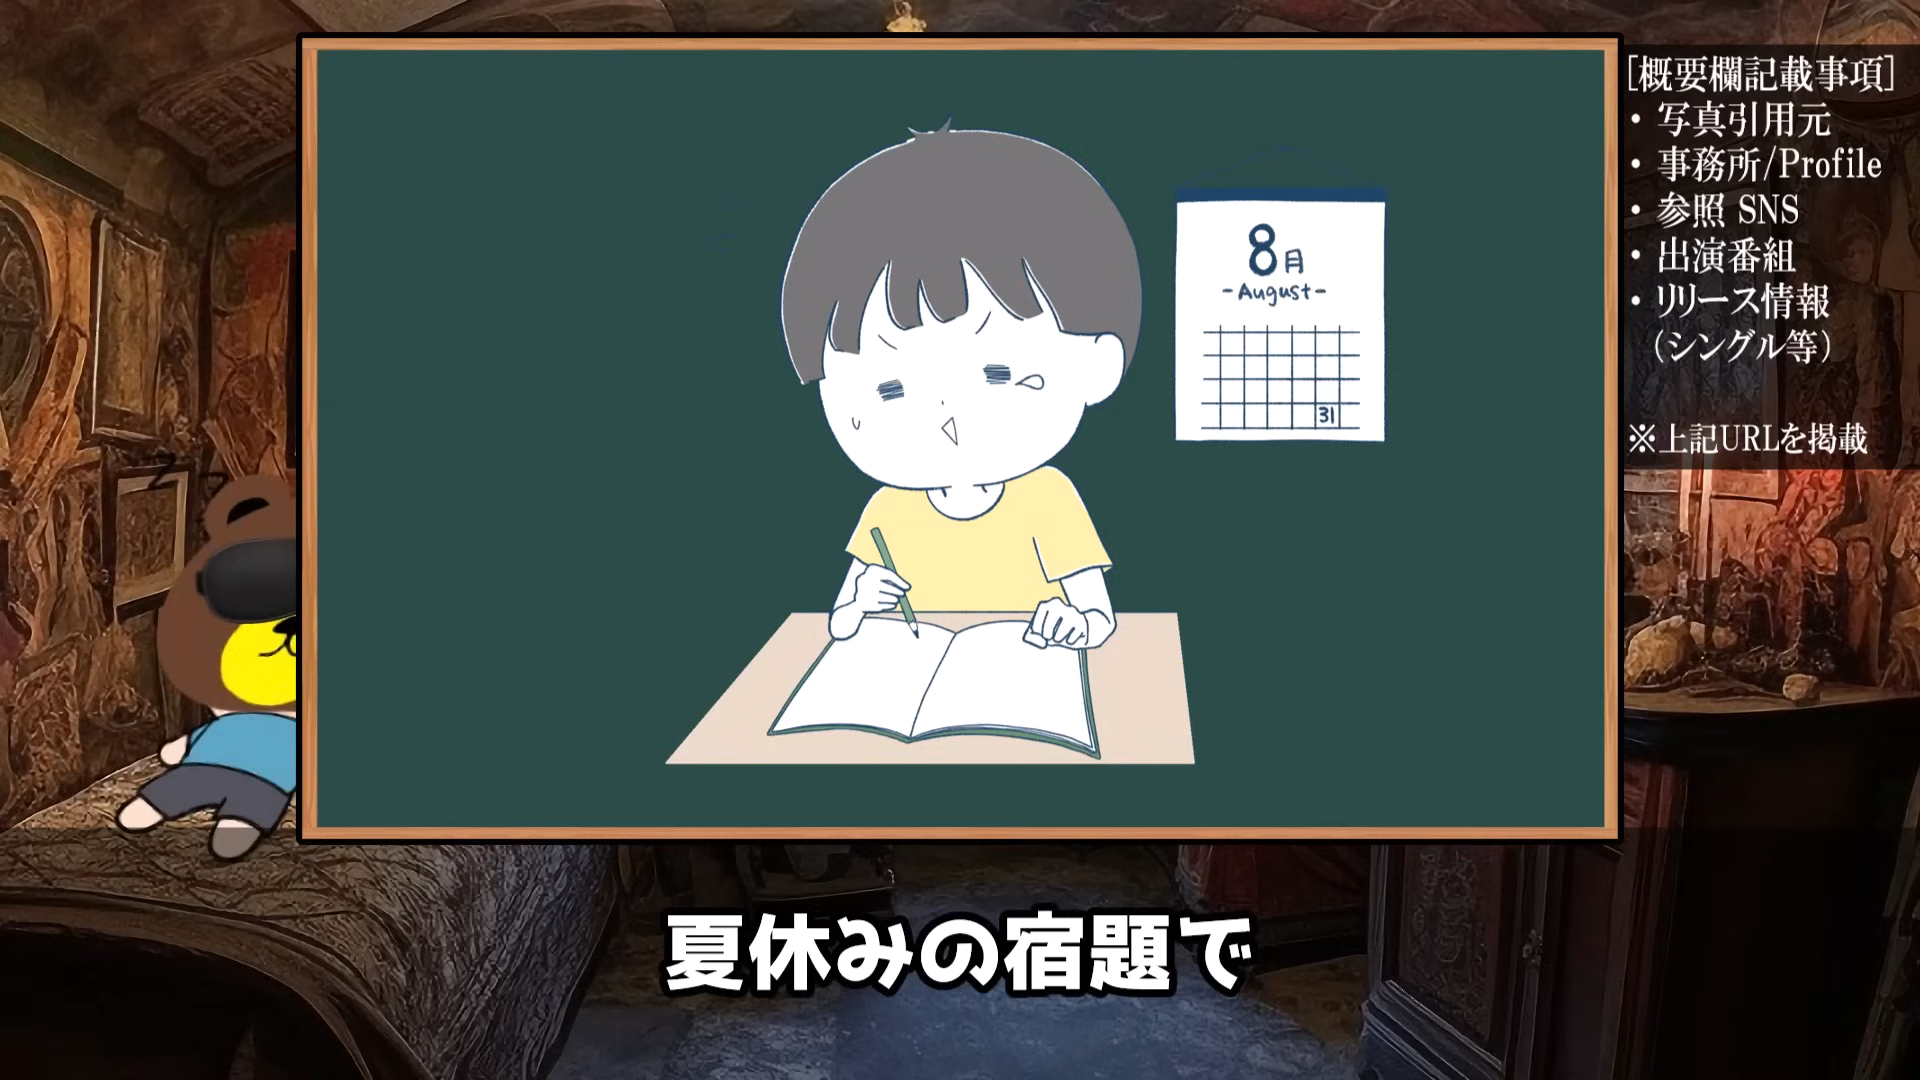 [概要欄記載事項]
・写真引用元
・事務所/Profile
・参照 SNS
・出演番組
・リリース情報
（シングル等）
※上記URLを掲載
8月
-August-
31
夏休みの宿題で